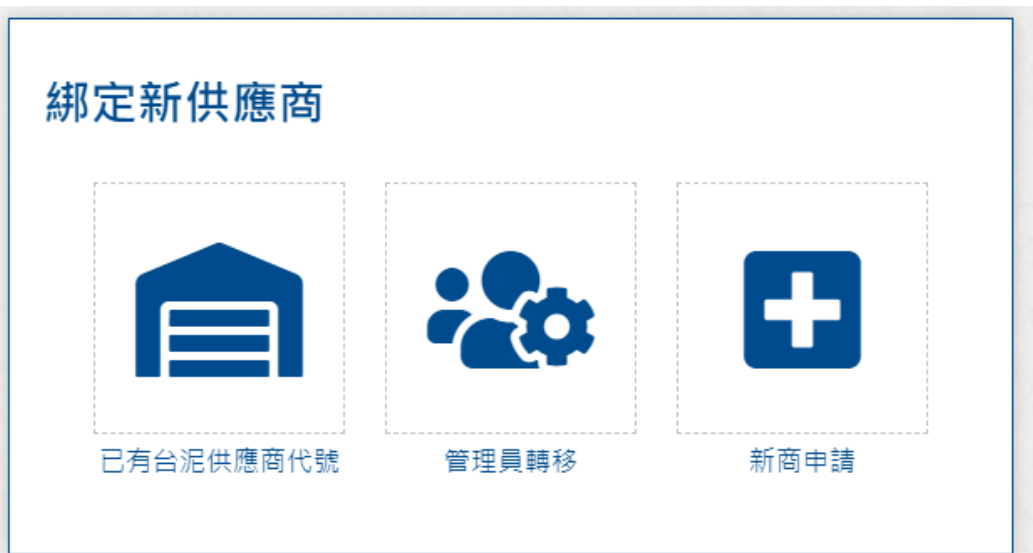 綁定新供應商
已有台泥供應商代號
管理員轉移
新商申請